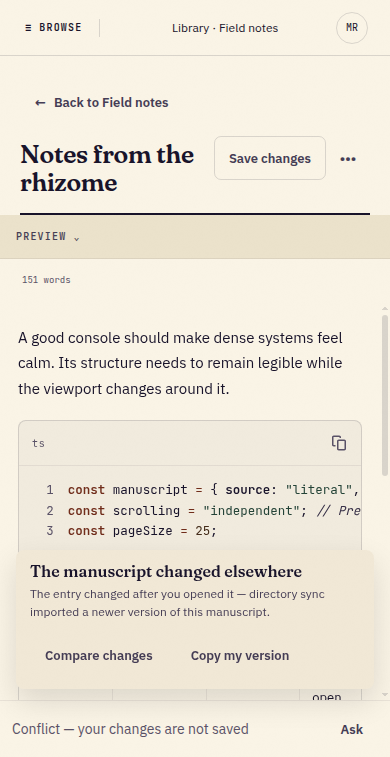 ≡ BROWSE
Library · Field notes
MR
← Back to Field notes
Notes from the
rhizome
Save changes
•••
PREVIEW ⌄
151 words
A good console should make dense systems feel
calm. Its structure needs to remain legible while
the viewport changes around it.
ts
1 const manuscript = { source: "literal",
2 const scrolling = "independent"; // Pre
3 const pageSize = 25;
The manuscript changed elsewhere
The entry changed after you opened it — directory sync
imported a newer version of this manuscript.
Compare changes
Copy my version
open
Conflict — your changes are not saved
Ask